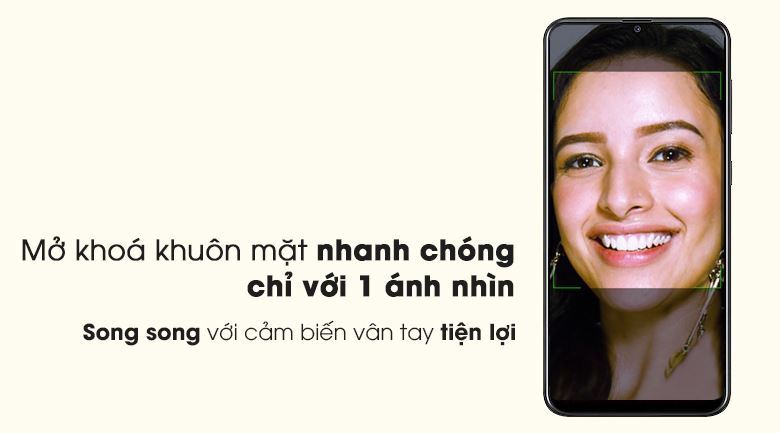 Mở khoá khuôn mặt nhanh chóng
chỉ với 1 ánh nhìn
Song song với cảm biến vân tay tiện lợi